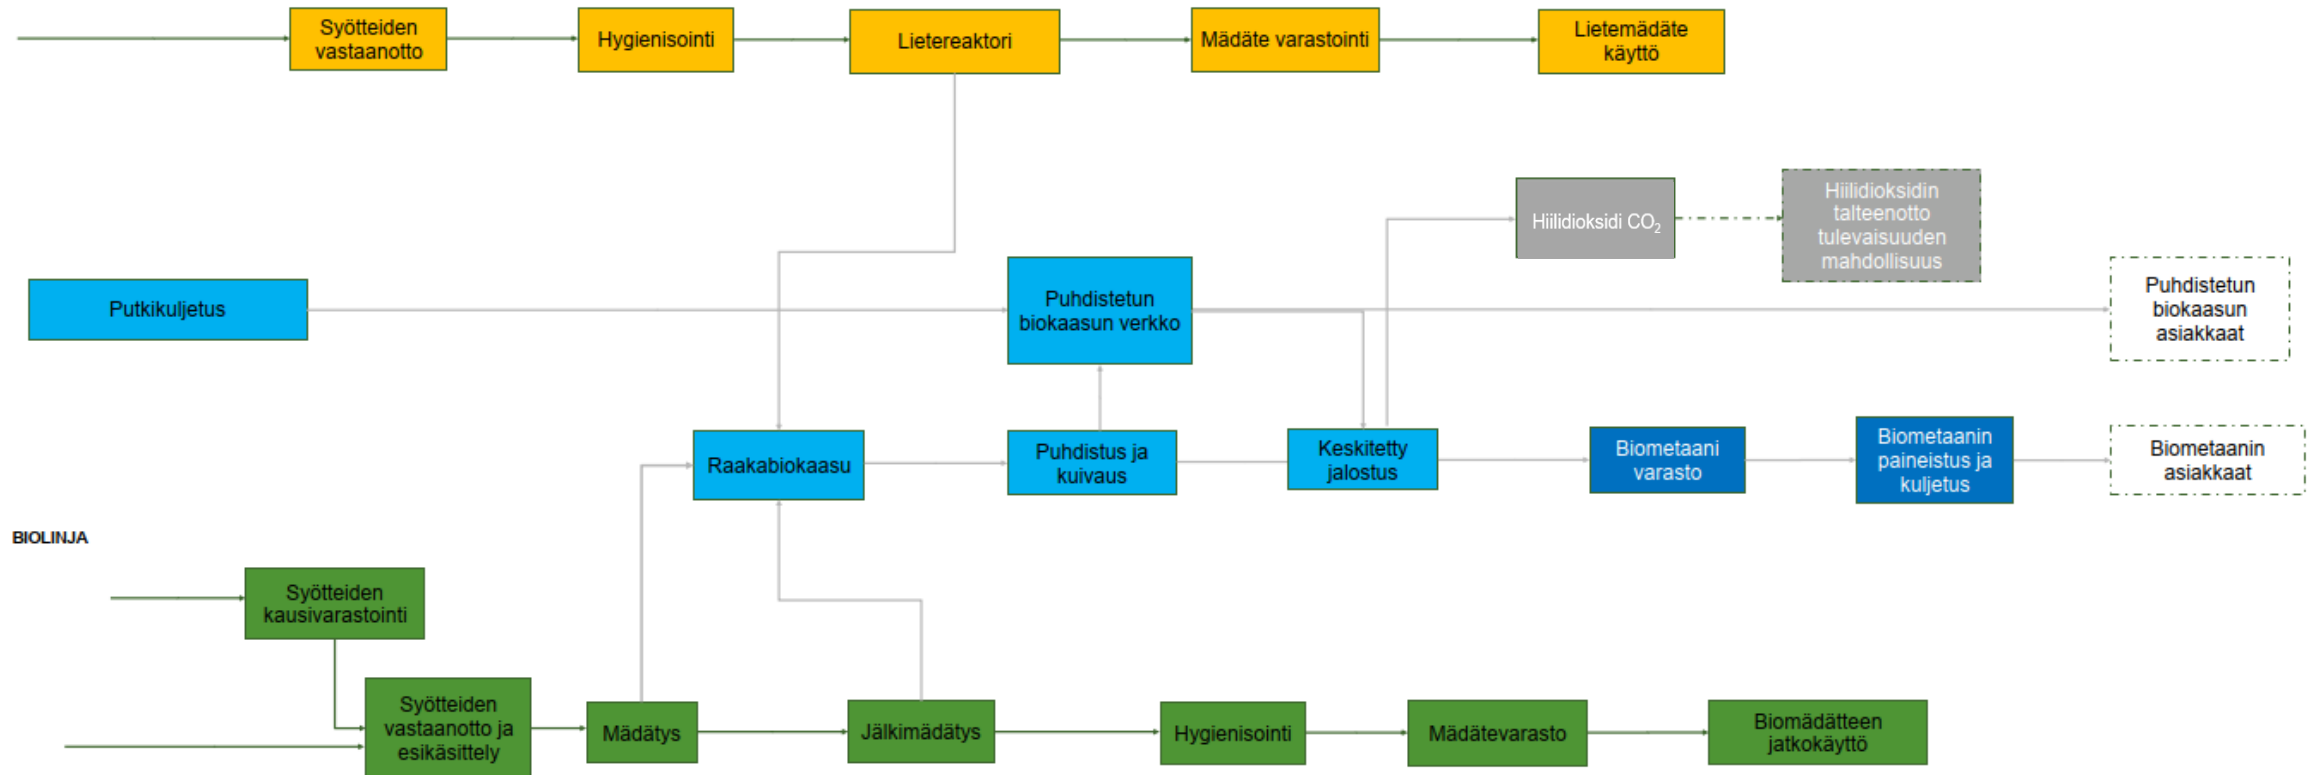 Syötteiden
vastaanotto
Hygienisointi
Lietereaktori
Mädäte varastointi
Lietemädäte
käyttö
Hiilidioksidi CO₂
Hiilidioksidin
talteenotto
tulevaisuuden
mahdollisuus
Putkikuljetus
Puhdistetun
biokaasun verkko
Puhdistetun
biokaasun
asiakkaat
Raakabiokaasu
Puhdistus ja
kuivaus
Keskitetty
jalostus
Biometaani
varasto
Biometaanin
paineistus ja
kuljetus
Biometaanin
asiakkaat
BIOLINJA
Syötteiden
kausivarastointi
Syötteiden
vastaanotto ja
esikäsittely
Mädätys
Jälkimädätys
Hygienisointi
Mädätevarasto
Biomädätteen
jatkokäyttö